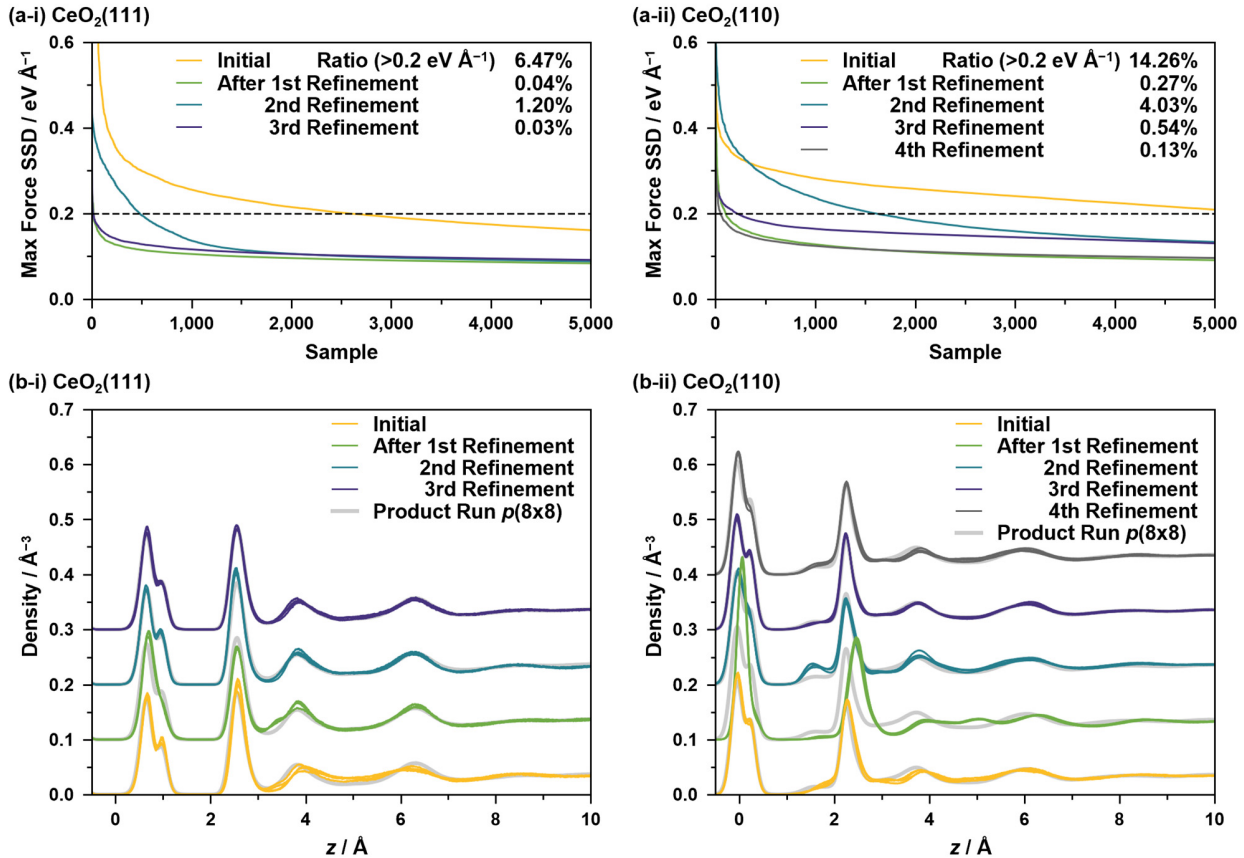 (a-i) CeO₂(111)
Max Force SSD / eV Å⁻¹
0.6
0.4
0.2
0.0
Initial Ratio (>0.2 eV Å⁻¹) 6.47%
After 1st Refinement 0.04%
2nd Refinement 1.20%
3rd Refinement 0.03%
0 1,000 2,000 3,000 4,000 5,000
Sample
(a-ii) CeO₂(110)
Max Force SSD / eV Å⁻¹
0.6
0.4
0.2
0.0
Initial Ratio (>0.2 eV Å⁻¹) 14.26%
After 1st Refinement 0.27%
2nd Refinement 4.03%
3rd Refinement 0.54%
4th Refinement 0.13%
0 1,000 2,000 3,000 4,000 5,000
Sample
(b-i) CeO₂(111)
Density / Å⁻³
0.7
0.6
0.5
0.4
0.3
0.2
0.1
0.0
Initial
After 1st Refinement
2nd Refinement
3rd Refinement
Product Run p(8x8)
0 2 4 6 8 10
z / Å
(b-ii) CeO₂(110)
Density / Å⁻³
0.7
0.6
0.5
0.4
0.3
0.2
0.1
0.0
Initial
After 1st Refinement
2nd Refinement
3rd Refinement
4th Refinement
Product Run p(8x8)
0 2 4 6 8 10
z / Å